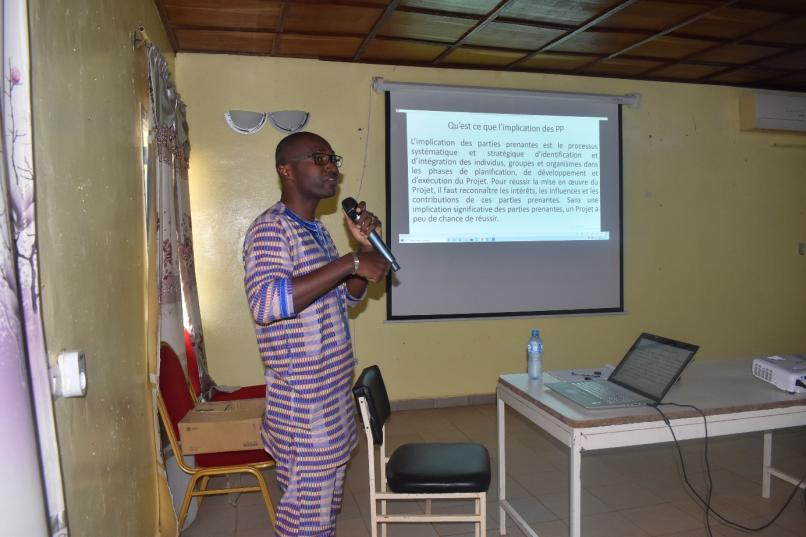 Qu'est ce que l'implication des PP
L'implication des parties prenantes est le processus
systématique et stratégique d'identification et
d'intégration des individus, groupes et organismes dans
les phases de planification, de développement et
d'exécution du Projet. Pour réussir la mise en œuvre du
Projet, il faut reconnaître les intérêts, les influences et les
contributions de ces parties prenantes. Sans une
implication significative des parties prenantes, un Projet a
peu de chance de réussir.